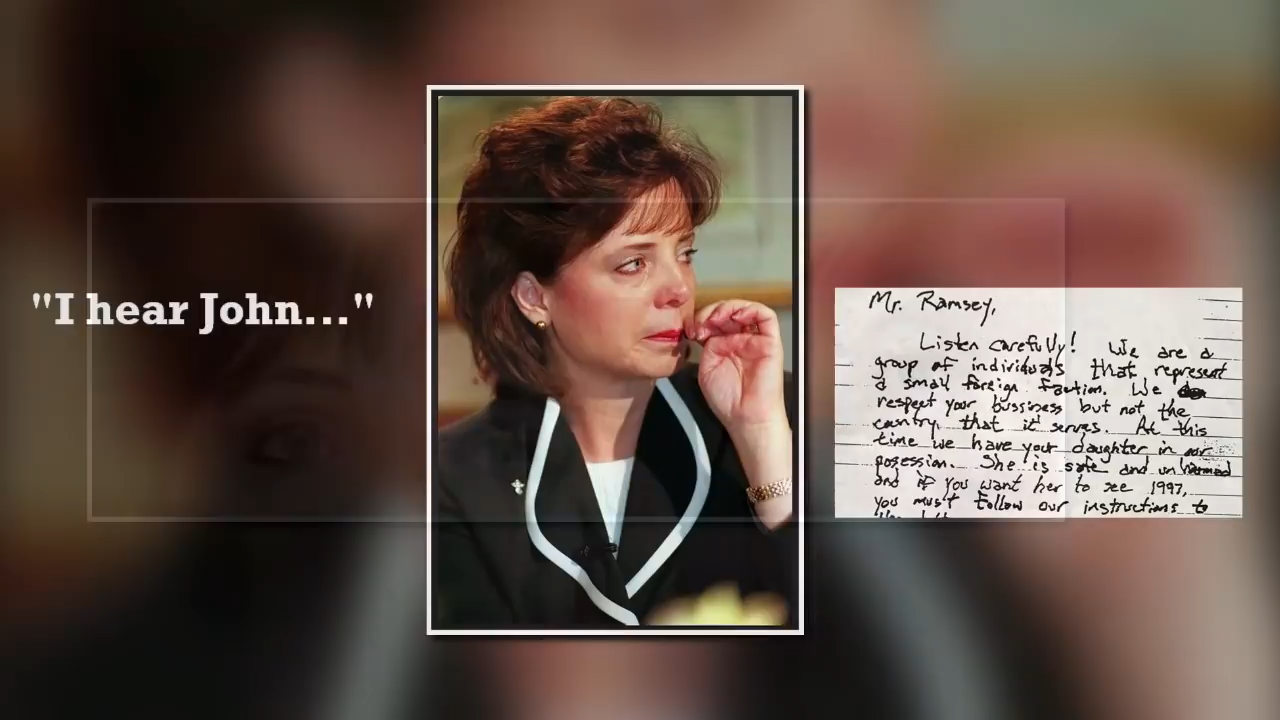 "I hear John..."
Mr. Ramsey,
Listen carefully! We are a
group of individuals that represent
a small foreign faction. We
respect your bussiness but not the
country that it serves. At this
time we have your daughter in our
posession. She is safe and unharmed
and if you want her to see 1997,
you must follow our instructions to